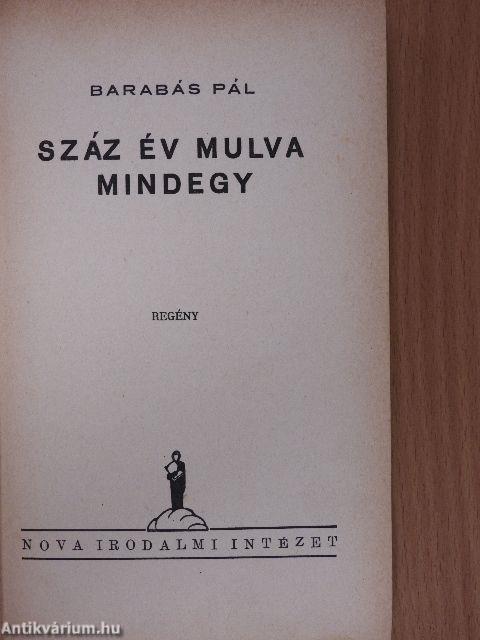 BARABÁS PÁL
SZÁZ ÉV MULVA
MINDEGY
REGÉNY
NOVA IRODALMI INTÉZET
Antikvárium.hu